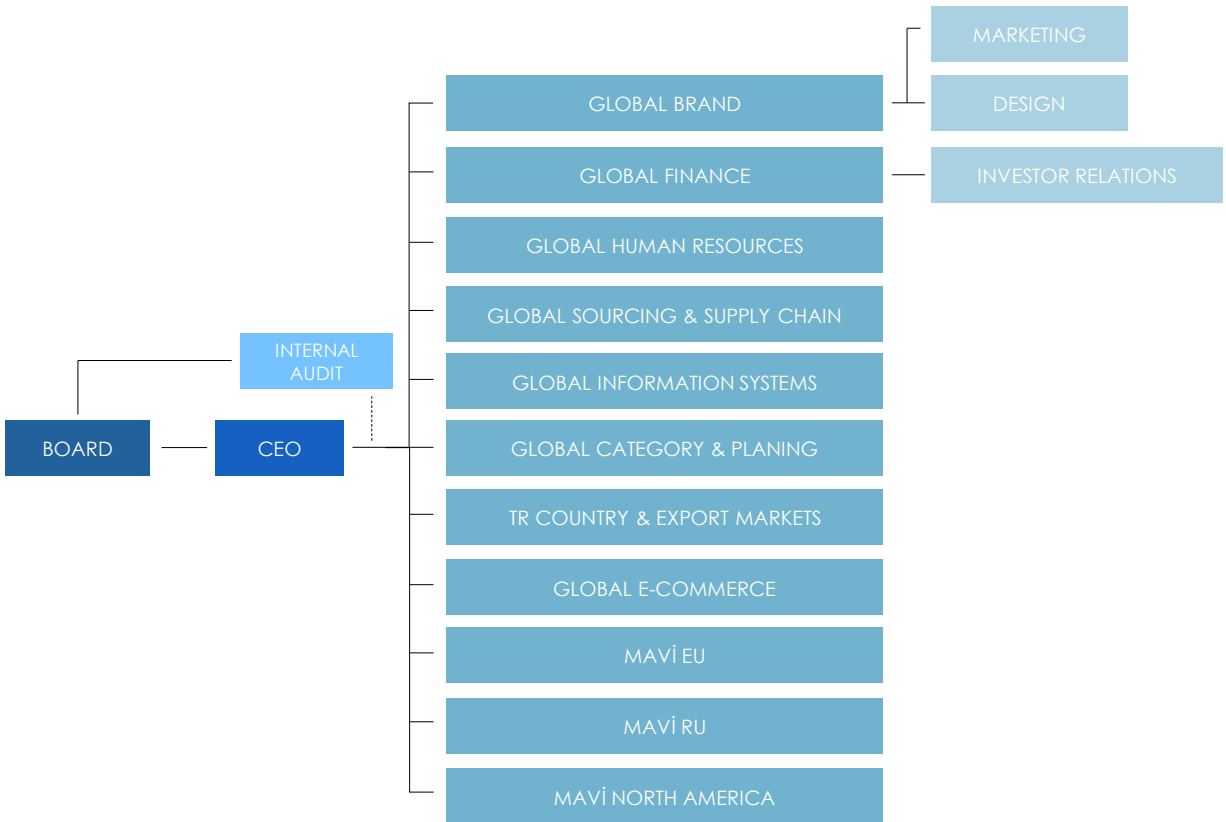 MARKETING
GLOBAL BRAND
DESIGN
GLOBAL FINANCE
INVESTOR RELATIONS
GLOBAL HUMAN RESOURCES
GLOBAL SOURCING & SUPPLY CHAIN
INTERNAL
AUDIT
GLOBAL INFORMATION SYSTEMS
BOARD
CEO
GLOBAL CATEGORY & PLANING
TR COUNTRY & EXPORT MARKETS
GLOBAL E-COMMERCE
MAVİ EU
MAVİ RU
MAVİ NORTH AMERICA